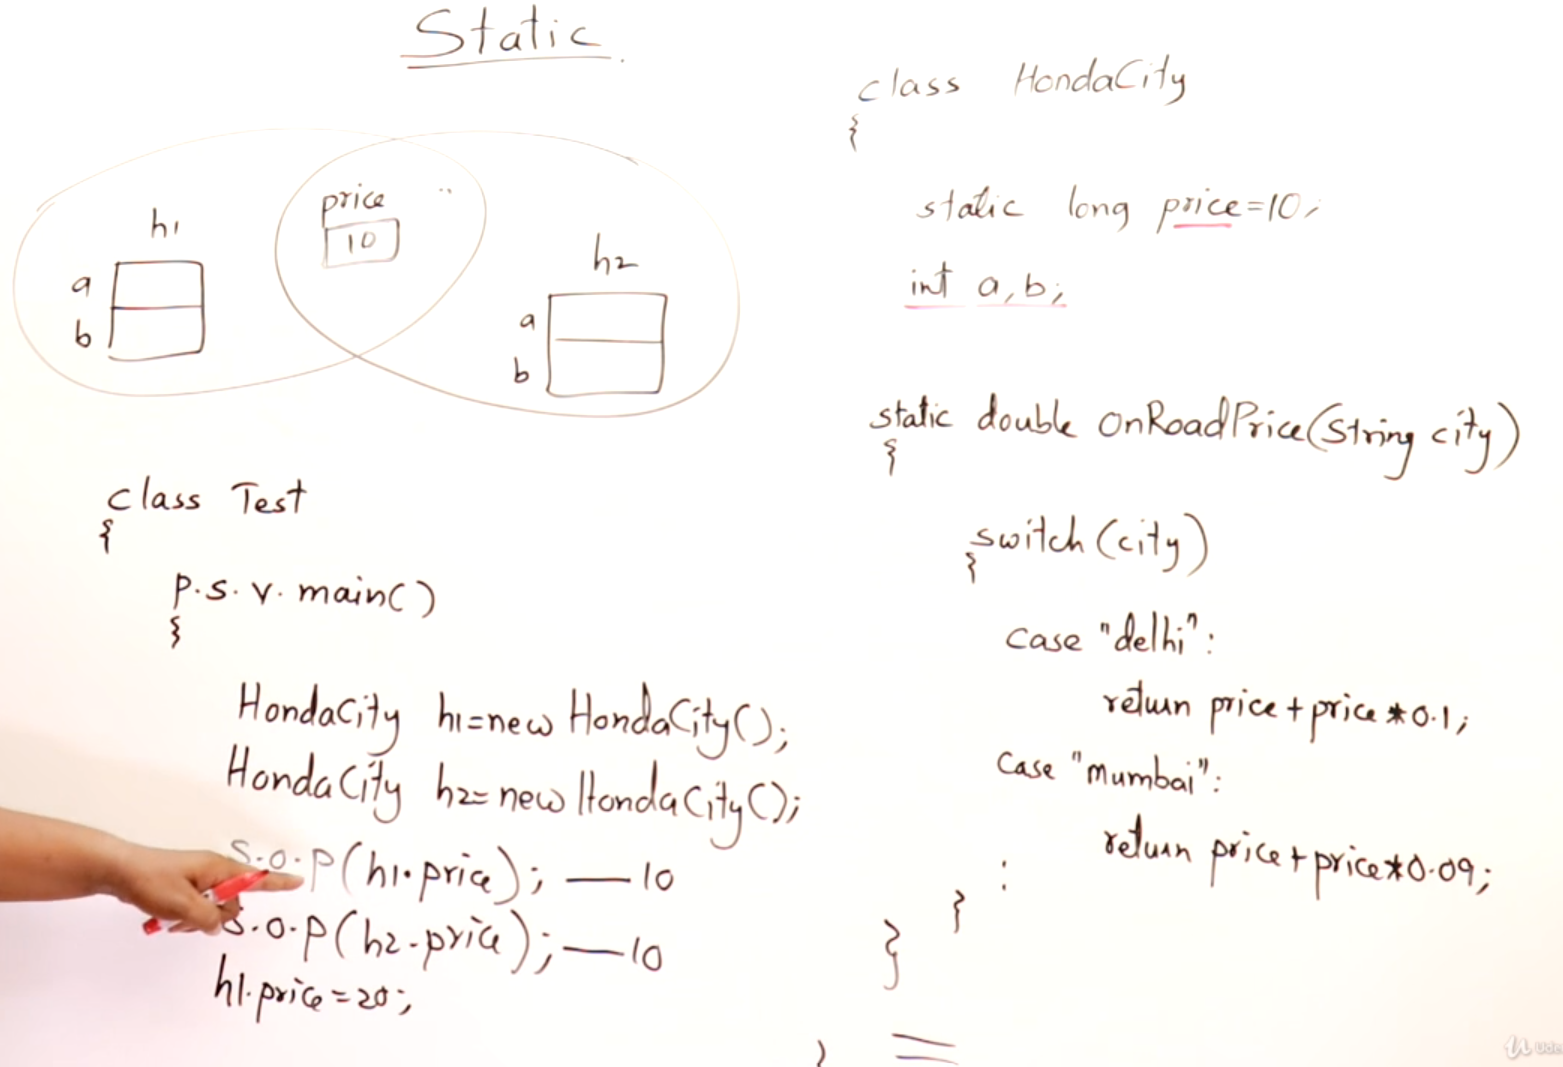 Static
h1
price
10
a
b
h2
a
b
class Test
{
p.s.v. main()
{
HondaCity h1=new HondaCity();
HondaCity h2=new HondaCity();
S.o.p(h1.price); — 10
S.o.p(h2.price); — 10
h1.price=20;
class HondaCity
{
static long price=10;
int a,b;
static double onRoadPrice(String city)
{
switch(city)
{
case "delhi":
return price+price*0.1;
case "mumbai":
return price+price*0.09;
:
}
}